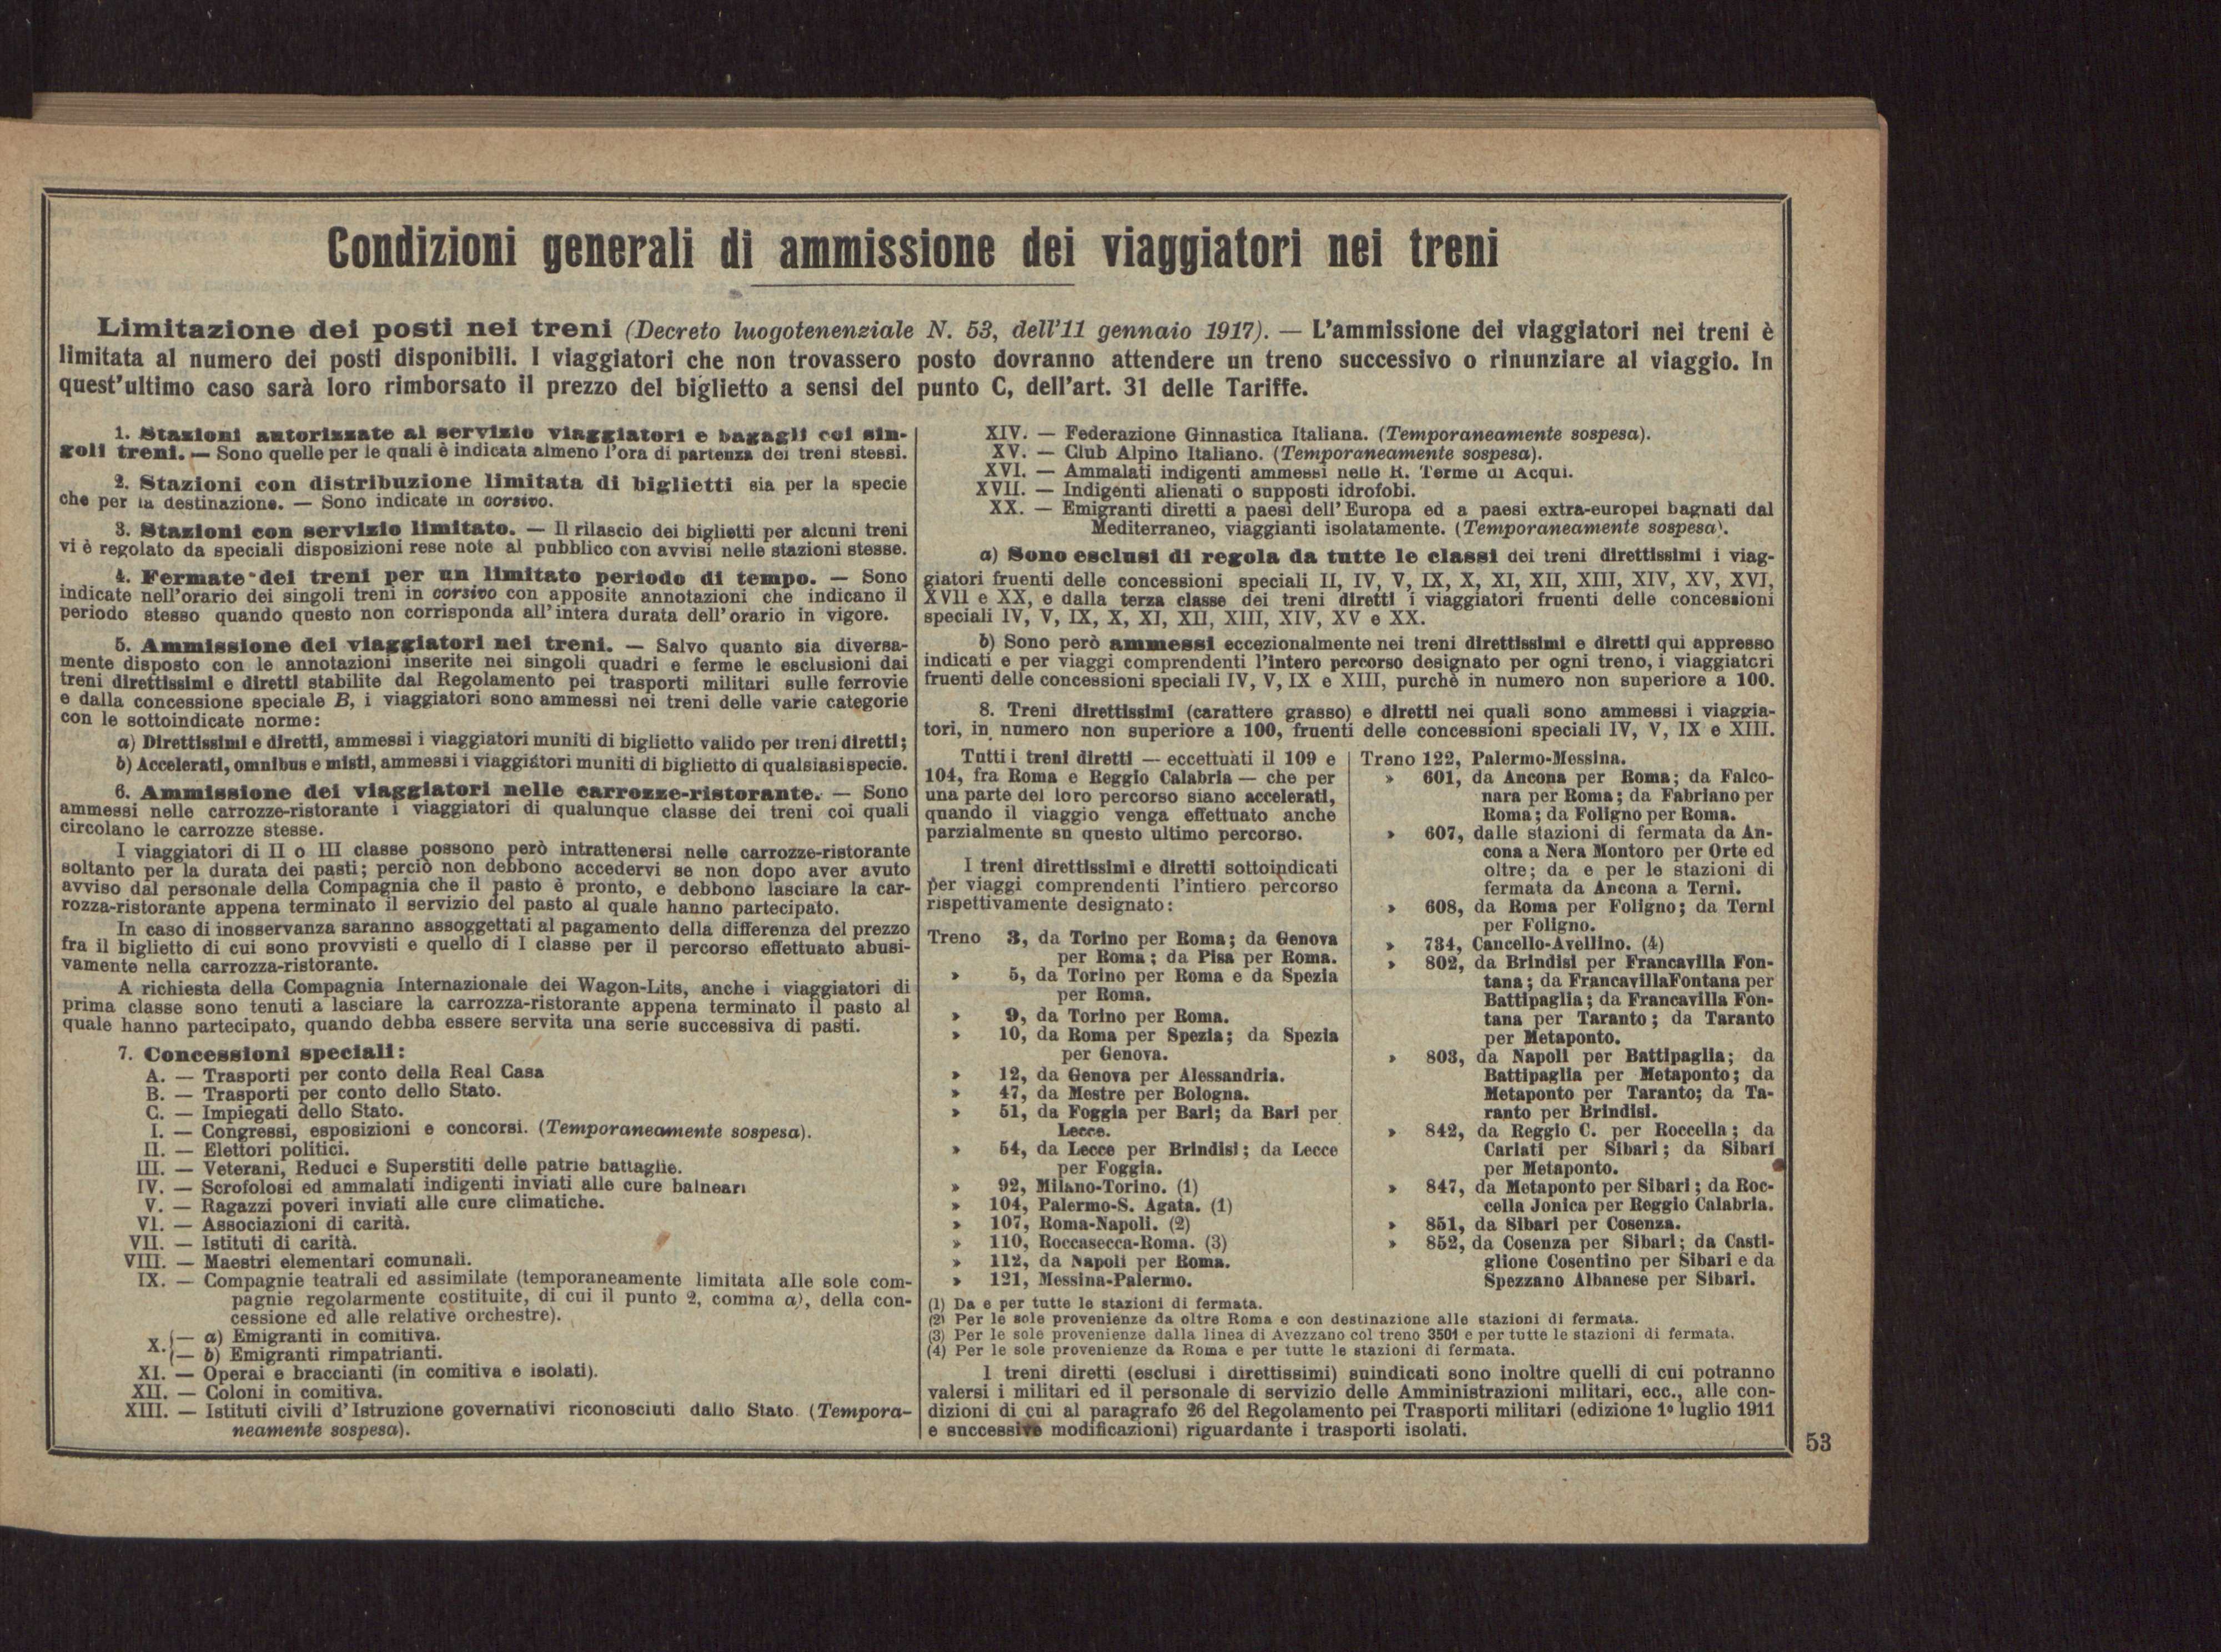 Condizioni generali di ammissione dei viaggiatori nei treni
Limitazione dei posti nei treni (Decreto luogotenenziale N. 53, dell'11 gennaio 1917). — L'ammissione dei viaggiatori nei treni è
limitata al numero dei posti disponibili. I viaggiatori che non trovassero posto dovranno attendere un treno successivo o rinunziare al viaggio. In
quest'ultimo caso sarà loro rimborsato il prezzo del biglietto a sensi del punto C, dell'art. 31 delle Tariffe.
1. Stazioni autorizzate al servizio viaggiatori e bagagli coi sin-
goli treni. — Sono quelle per le quali è indicata almeno l'ora di partenza dei treni stessi.
2. Stazioni con distribuzione limitata di biglietti sia per la specie
che per la destinazione. — Sono indicate in corsivo.
3. Stazioni con servizio limitato. — Il rilascio dei biglietti per alcuni treni
vi è regolato da speciali disposizioni rese note al pubblico con avvisi nelle stazioni stesse.
4. Fermate dei treni per un limitato periodo di tempo. — Sono
indicate nell'orario dei singoli treni in corsivo con apposite annotazioni che indicano il
periodo stesso quando questo non corrisponda all'intera durata dell'orario in vigore.
5. Ammissione dei viaggiatori nei treni. — Salvo quanto sia diversa-
mente disposto con le annotazioni inserite nei singoli quadri e ferme le esclusioni dai
treni direttissimi e diretti stabilite dal Regolamento pei trasporti militari sulle ferrovie
e dalla concessione speciale B, i viaggiatori sono ammessi nei treni delle varie categorie
con le sottoindicate norme:
a) Direttissimi e diretti, ammessi i viaggiatori muniti di biglietto valido per treni diretti;
b) Accelerati, omnibus e misti, ammessi i viaggiatori muniti di biglietto di qualsiasi specie.
6. Ammissione dei viaggiatori nelle carrozze-ristorante. — Sono
ammessi nelle carrozze-ristorante i viaggiatori di qualunque classe dei treni coi quali
circolano le carrozze stesse.
I viaggiatori di II o III classe possono però intrattenersi nelle carrozze-ristorante
soltanto per la durata dei pasti; perciò non debbono accedervi se non dopo aver avuto
avviso dal personale della Compagnia che il pasto è pronto, e debbono lasciare la car-
rozza-ristorante appena terminato il servizio del pasto al quale hanno partecipato.
In caso di inosservanza saranno assoggettati al pagamento della differenza del prezzo
fra il biglietto di cui sono provvisti e quello di I classe per il percorso effettuato abusi-
vamente nella carrozza-ristorante.
A richiesta della Compagnia Internazionale dei Wagon-Lits, anche i viaggiatori di
prima classe sono tenuti a lasciare la carrozza-ristorante appena terminato il pasto al
quale hanno partecipato, quando debba essere servita una serie successiva di pasti.
7. Concessioni speciali:
A. — Trasporti per conto della Real Casa
B. — Trasporti per conto dello Stato.
C. — Impiegati dello Stato.
I. — Congressi, esposizioni e concorsi. (Temporaneamente sospesa).
II. — Elettori politici.
III. — Veterani, Reduci e Superstiti delle patrie battaglie.
IV. — Scrofolosi ed ammalati indigenti inviati alle cure balneari
V. — Ragazzi poveri inviati alle cure climatiche.
VI. — Associazioni di carità.
VII. — Istituti di carità.
VIII. — Maestri elementari comunali.
IX. — Compagnie teatrali ed assimilate (temporaneamente limitata alle sole com-
pagnie regolarmente costituite, di cui il punto 2, comma a), della con-
cessione ed alle relative orchestre).
X. — a) Emigranti in comitiva.
— b) Emigranti rimpatrianti.
XI. — Operai e braccianti (in comitiva e isolati).
XII. — Coloni in comitiva.
XIII. — Istituti civili d'Istruzione governativi riconosciuti dallo Stato (Tempora-
neamente sospesa).
XIV. — Federazione Ginnastica Italiana. (Temporaneamente sospesa).
XV. — Club Alpino Italiano. (Temporaneamente sospesa).
XVI. — Ammalati indigenti ammessi nelle R. Terme di Acqui.
XVII. — Indigenti alienati o supposti idrofobi.
XX. — Emigranti diretti a paesi dell'Europa ed a paesi extra-europei bagnati dal
Mediterraneo, viaggianti isolatamente. (Temporaneamente sospesa).
a) Sono esclusi di regola da tutte le classi dei treni direttissimi i viag-
giatori fruenti delle concessioni speciali II, IV, V, IX, X, XI, XII, XIII, XIV, XV, XVI,
XVII e XX, e dalla terza classe dei treni diretti i viaggiatori fruenti delle concessioni
speciali IV, V, IX, X, XI, XII, XIII, XIV, XV e XX.
b) Sono però ammessi eccezionalmente nei treni direttissimi e diretti qui appresso
indicati e per viaggi comprendenti l'intero percorso designato per ogni treno, i viaggiatori
fruenti delle concessioni speciali IV, V, IX e XIII, purchè in numero non superiore a 100.
8. Treni direttissimi (carattere grasso) e diretti nei quali sono ammessi i viaggia-
tori, in numero non superiore a 100, fruenti delle concessioni speciali IV, V, IX e XIII.
Tutti i treni diretti — eccettuati il 109 e
104, fra Roma e Reggio Calabria — che per
una parte del loro percorso siano accelerati,
quando il viaggio venga effettuato anche
parzialmente su questo ultimo percorso.
I treni direttissimi e diretti sottoindicati
per viaggi comprendenti l'intiero percorso
rispettivamente designato:
Treno 3, da Torino per Roma; da Genova
per Roma; da Pisa per Roma.
» 5, da Torino per Roma e da Spezia
per Roma.
» 9, da Torino per Roma.
» 10, da Roma per Spezia; da Spezia
per Genova.
» 12, da Genova per Alessandria.
» 47, da Mestre per Bologna.
» 51, da Foggia per Bari; da Bari per
Lecce.
» 54, da Lecce per Brindisi; da Lecce
per Foggia.
» 92, Milano-Torino. (1)
» 104, Palermo-S. Agata. (1)
» 107, Roma-Napoli. (2)
» 110, Roccasecca-Roma. (3)
» 112, da Napoli per Roma.
» 121, Messina-Palermo.
Treno 122, Palermo-Messina.
» 601, da Ancona per Roma; da Falco-
nara per Roma; da Fabriano per
Roma; da Foligno per Roma.
» 607, dalle stazioni di fermata da An-
cona a Nera Montoro per Orte ed
oltre; da e per le stazioni di
fermata da Ancona a Terni.
» 608, da Roma per Foligno; da Terni
per Foligno.
» 734, Cancello-Avellino. (4)
» 802, da Brindisi per Francavilla Fon-
tana; da Francavilla Fontana per
Battipaglia; da Francavilla Fon-
tana per Taranto; da Taranto
per Metaponto.
» 803, da Napoli per Battipaglia; da
Battipaglia per Metaponto; da
Metaponto per Taranto; da Ta-
ranto per Brindisi.
» 842, da Reggio C. per Roccella; da
Cariati per Sibari; da Sibari
per Metaponto.
» 847, da Metaponto per Sibari; da Roc-
cella Jonica per Reggio Calabria.
» 851, da Sibari per Cosenza.
» 852, da Cosenza per Sibari; da Casti-
glione Cosentino per Sibari e da
Spezzano Albanese per Sibari.
(1) Da e per tutte le stazioni di fermata.
(2) Per le sole provenienze da oltre Roma e con destinazione alle stazioni di fermata.
(3) Per le sole provenienze dalla linea di Avezzano col treno 3501 e per tutte le stazioni di fermata.
(4) Per le sole provenienze da Roma e per tutte le stazioni di fermata.
I treni diretti (esclusi i direttissimi) suindicati sono inoltre quelli di cui potranno
valersi i militari ed il personale di servizio delle Amministrazioni militari, ecc., alle con-
dizioni di cui al paragrafo 26 del Regolamento pei Trasporti militari (edizione 1º luglio 1911
e successive modificazioni) riguardante i trasporti isolati.
53